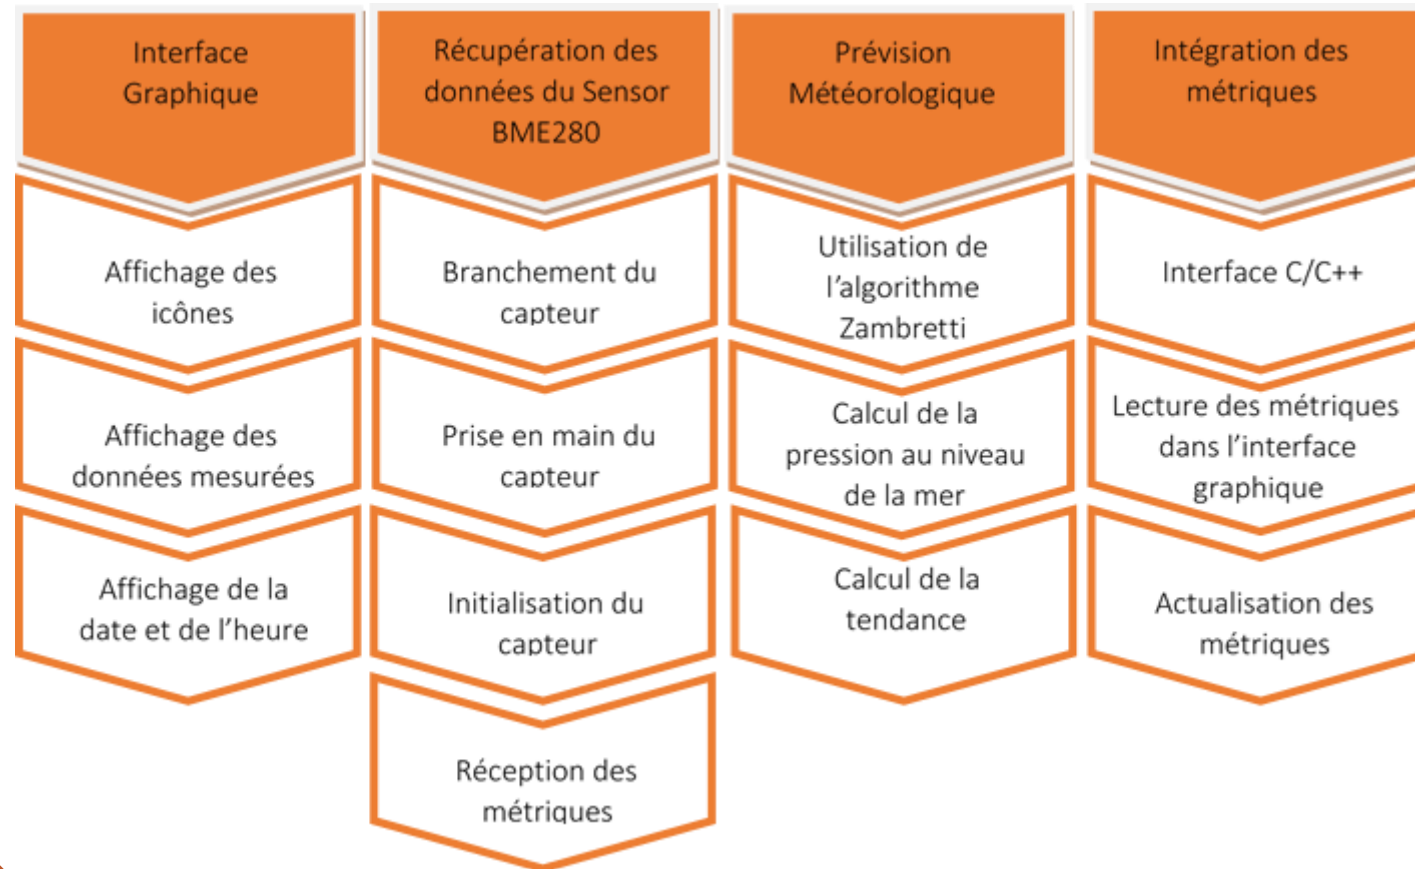 Interface
Graphique
Affichage des
icônes
Affichage des
données mesurées
Affichage de la
date et de l’heure
Récupération des
données du Sensor
BME280
Branchement du
capteur
Prise en main du
capteur
Initialisation du
capteur
Réception des
métriques
Prévision
Météorologique
Utilisation de
l’algorithme
Zambretti
Calcul de la
pression au niveau
de la mer
Calcul de la
tendance
Intégration des
métriques
Interface C/C++
Lecture des métriques
dans l’interface
graphique
Actualisation des
métriques